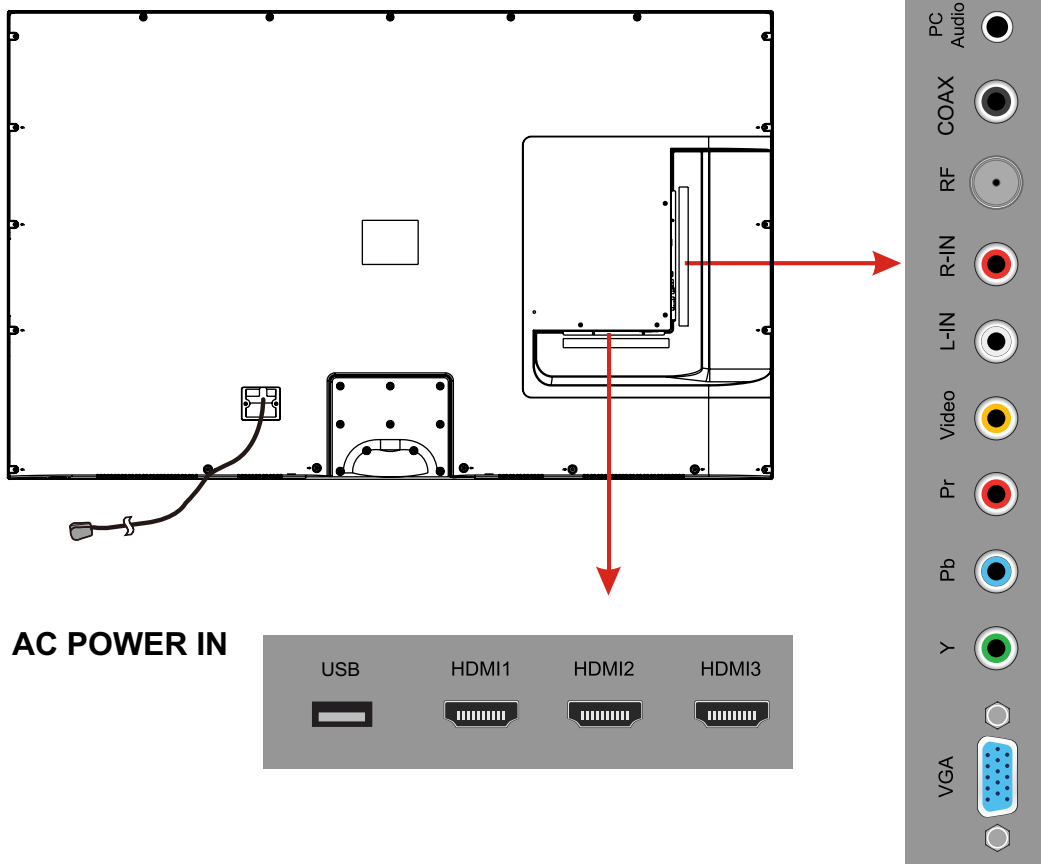 PC
Audio
COAX
RF
R-IN
L-IN
Video
Pr
Pb
Y
VGA
AC POWER IN
USB HDMI1 HDMI2 HDMI3